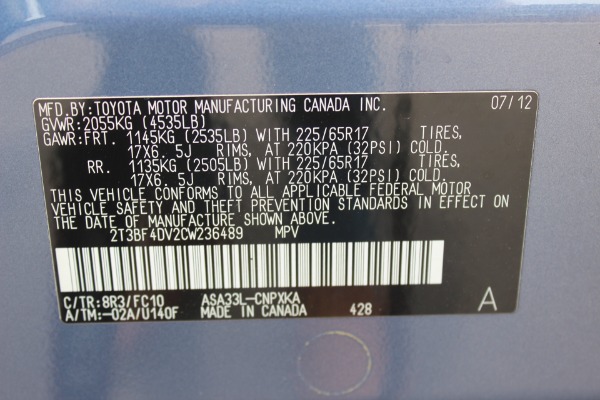 MFD.BY:TOYOTA MOTOR MANUFACTURING CANADA INC. 07/12
GVWR:2055KG (4535LB)
GAWR:FRT. 1145KG (2535LB) WITH 225/65R17 TIRES,
17X6.5J RIMS, AT 220KPA (32PSI) COLD.
RR. 1135KG (2505LB) WITH 225/65R17 TIRES,
17X6.5J RIMS, AT 220KPA (32PSI) COLD.
THIS VEHICLE CONFORMS TO ALL APPLICABLE FEDERAL MOTOR
VEHICLE SAFETY AND THEFT PREVENTION STANDARDS IN EFFECT ON
THE DATE OF MANUFACTURE SHOWN ABOVE.
2T3BF4DV2CW236489 MPV
C/TR:8R3/FC10 ASA33L-CNPXKA A
A/TM:-02A/U140F MADE IN CANADA 428